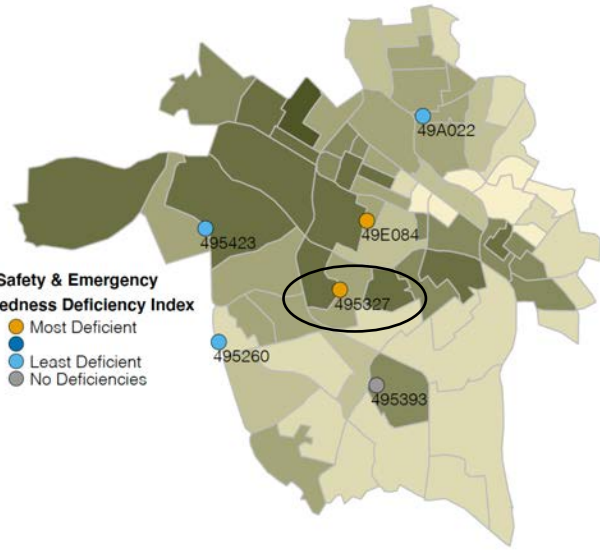 49A022
49E084
495423
Safety & Emergency
edness Deficiency Index
495327
Most Deficient
495260
Least Deficient
No Deficiencies
495393